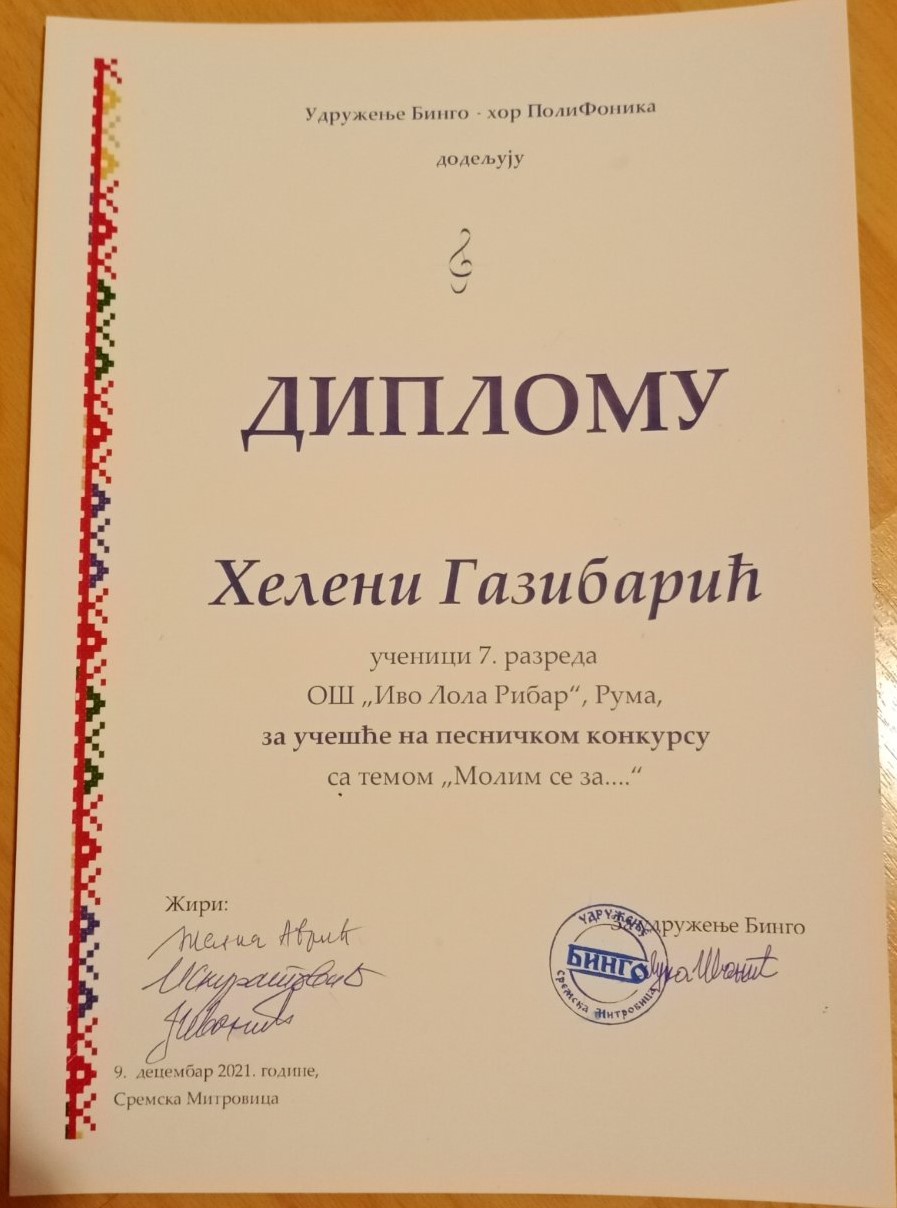 Удружење Бинго - хор ПолиФоника
додељују
ДИПЛОМУ
Хелени Газибарић
ученици 7. разреда
ОШ „Иво Лола Рибар“, Рума,
за учешће на песничком конкурсу
са темом „Молим се за....“
Жири:
За удружење Бинго
УДРУЖЕЊЕ
БИНГО
Сремска Митровица
9. децембар 2021. године,
Сремска Митровица